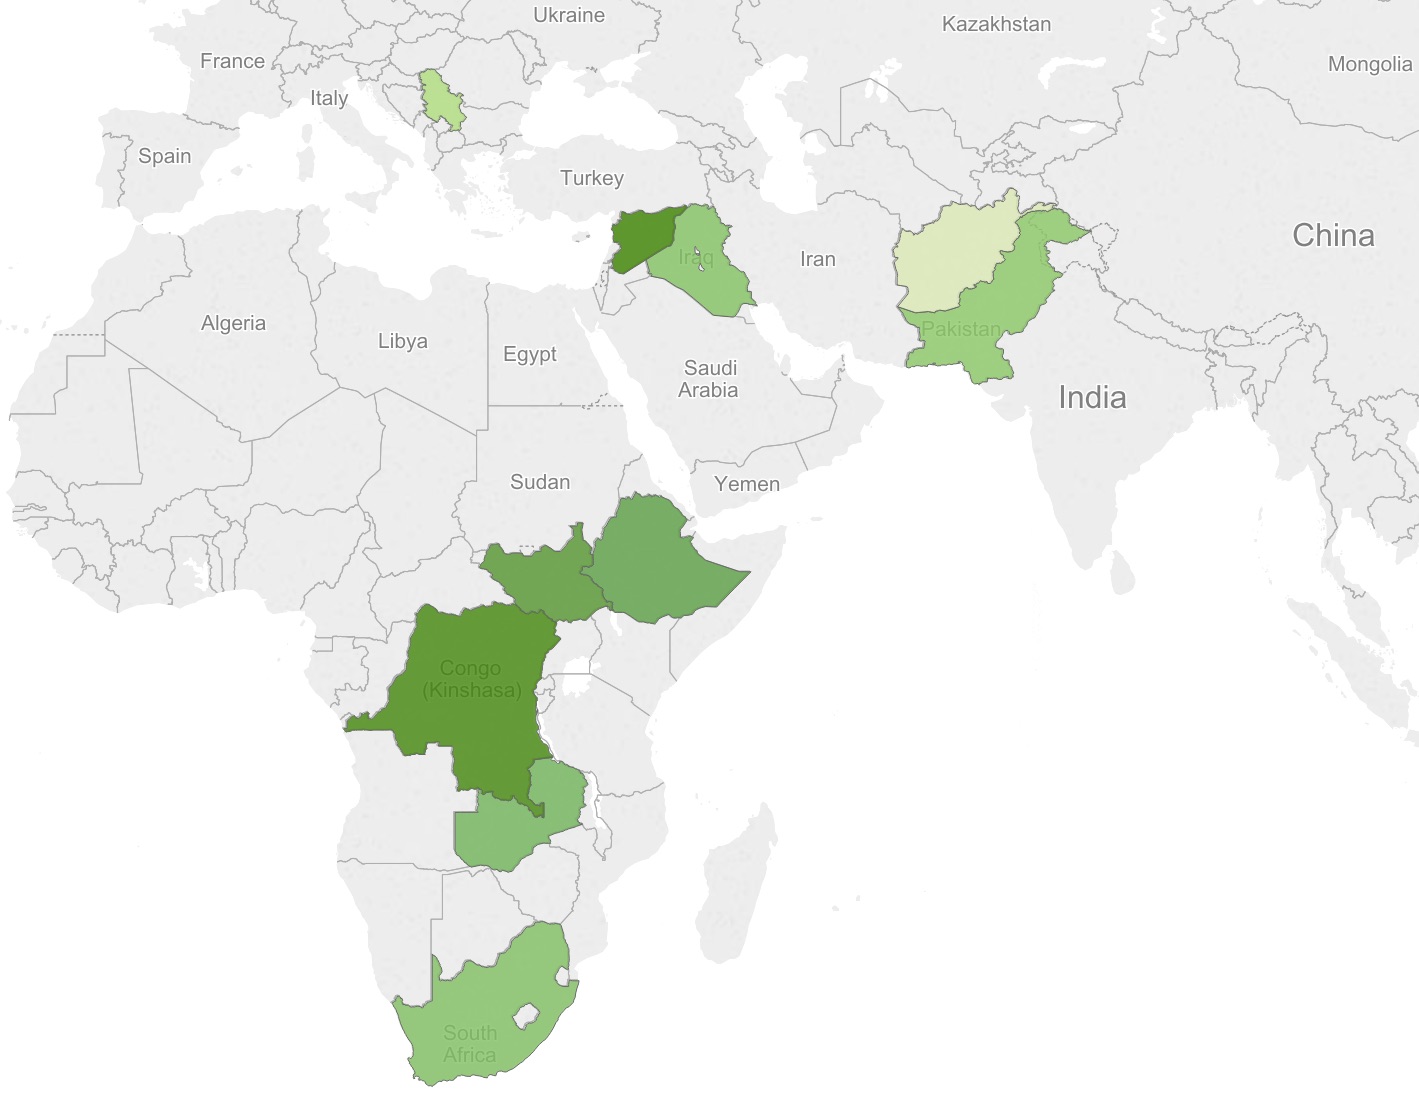 Ukraine
Kazakhstan
France
Mongolia
Italy
Spain
Turkey
China
Iraq
Iran
Algeria
Pakistan
Libya
Egypt
Saudi
Arabia
India
Sudan
Yemen
Congo
(Kinshasa)
South
Africa